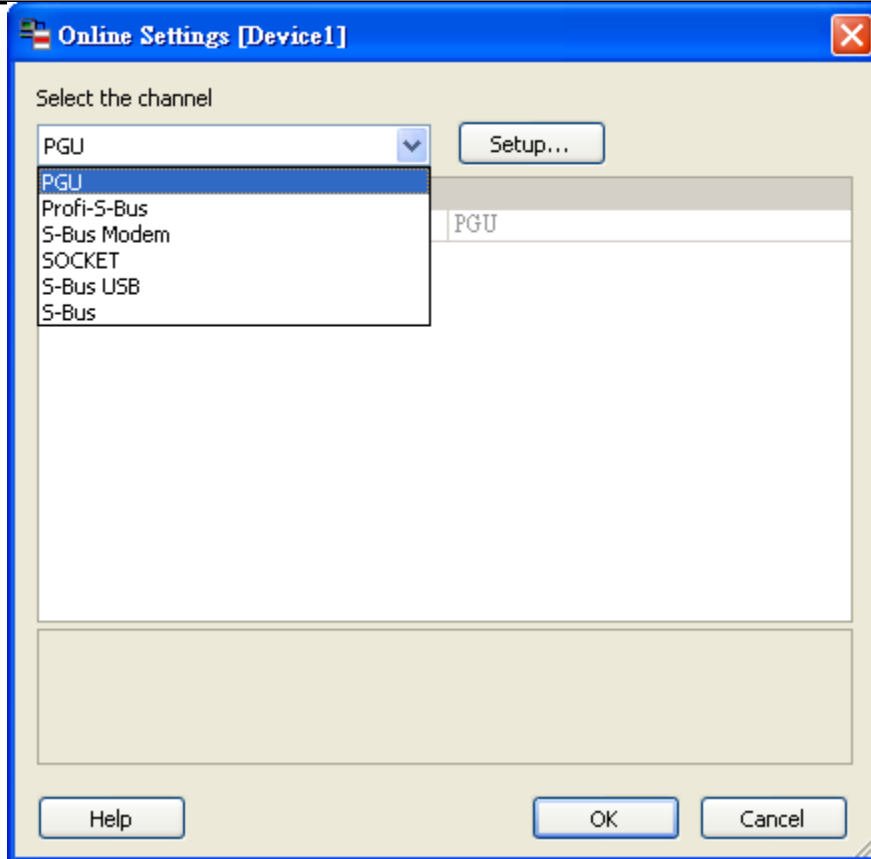 Online Settings [Device1]
Select the channel
PGU
Setup...
PGU
Profi-S-Bus
S-Bus Modem
SOCKET
S-Bus USB
S-Bus
PGU
Help
OK
Cancel